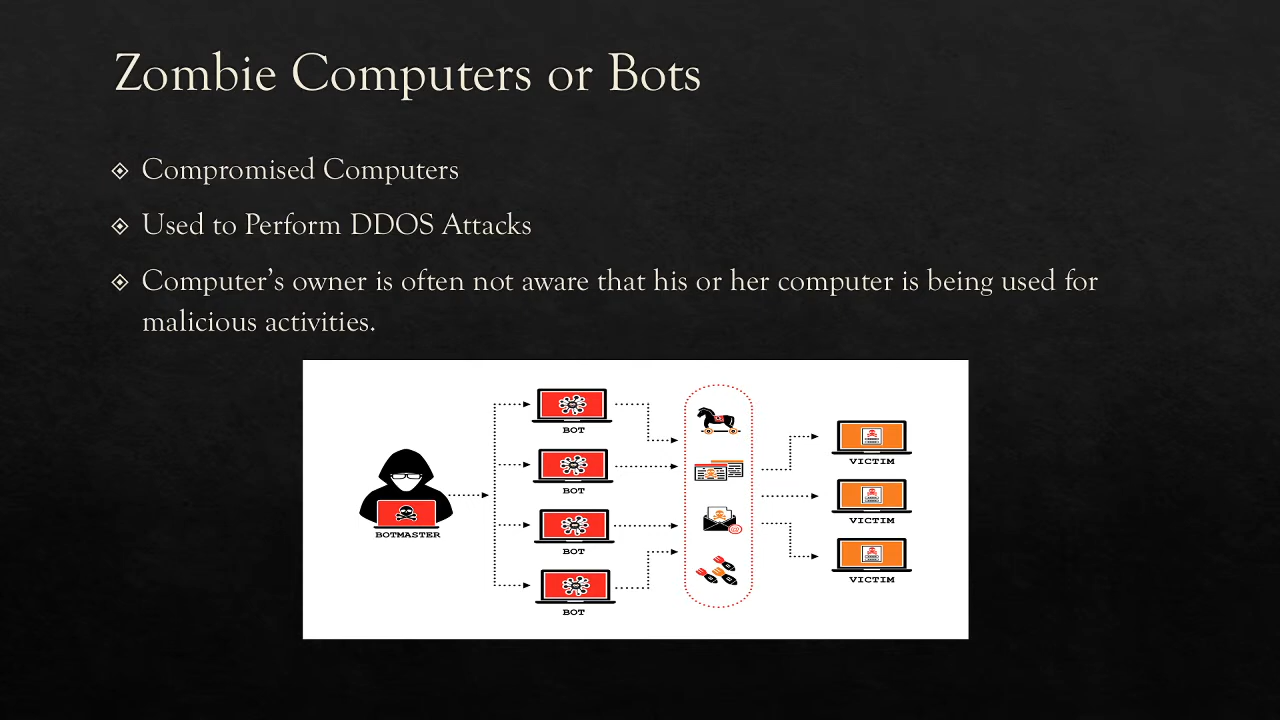 Zombie Computers or Bots
Compromised Computers
Used to Perform DDOS Attacks
Computer’s owner is often not aware that his or her computer is being used for
malicious activities.
BOTMASTER
BOT
BOT
BOT
BOT
VICTIM
VICTIM
VICTIM